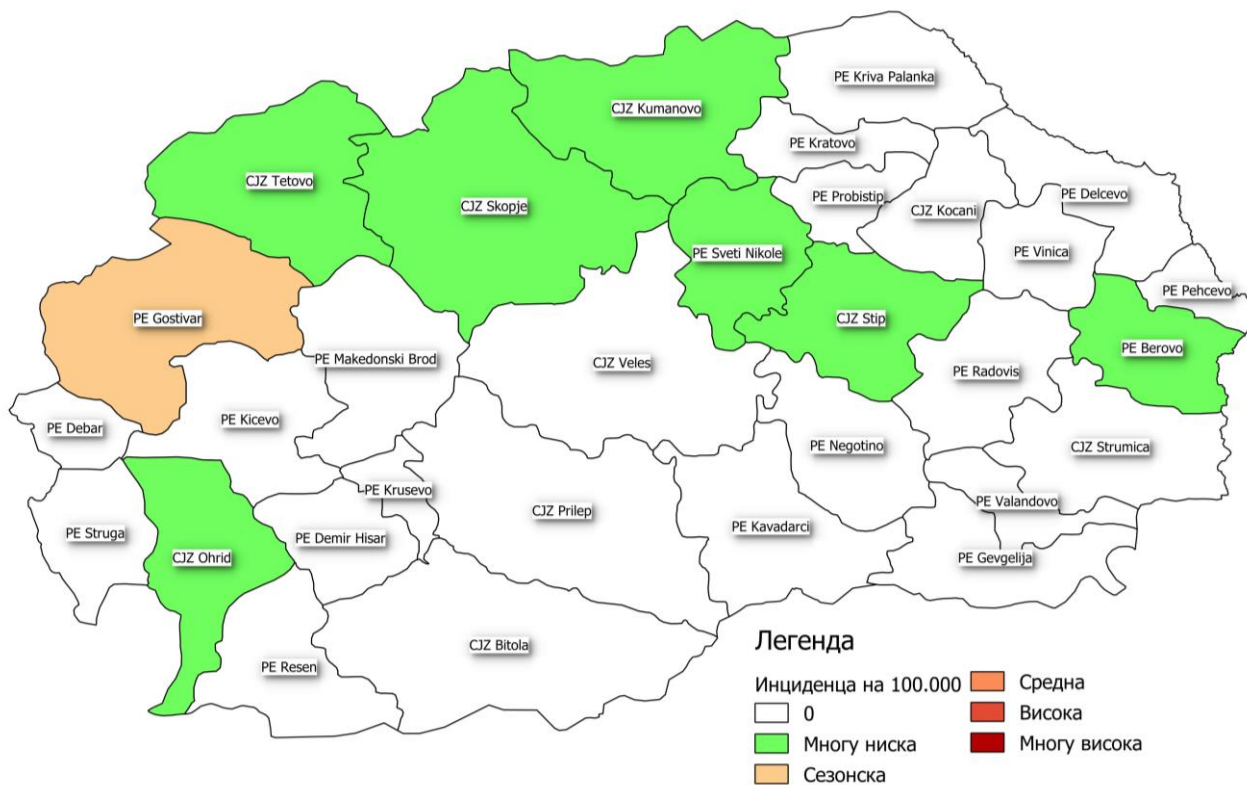 PE Kriva Palanka
CJZ Kumanovo
PE Kratovo
CJZ Tetovo
PE Probistip
PE Delcevo
CJZ Skopje
CJZ Kocani
PE Sveti Nikole
PE Vinica
PE Pehcevo
PE Gostivar
CJZ Stip
PE Berovo
PE Makedonski Brod
CJZ Veles
PE Radovis
PE Debar
PE Kicevo
PE Negotino
CJZ Strumica
PE Krusevo
PE Valandovo
CJZ Prilep
PE Kavadarci
PE Struga
PE Demir Hisar
CJZ Ohrid
PE Gevgelija
CJZ Bitola
PE Resen
Легенда
Инциденца на 100.000
0
Многу ниска
Сезонска
Средна
Висока
Многу висока